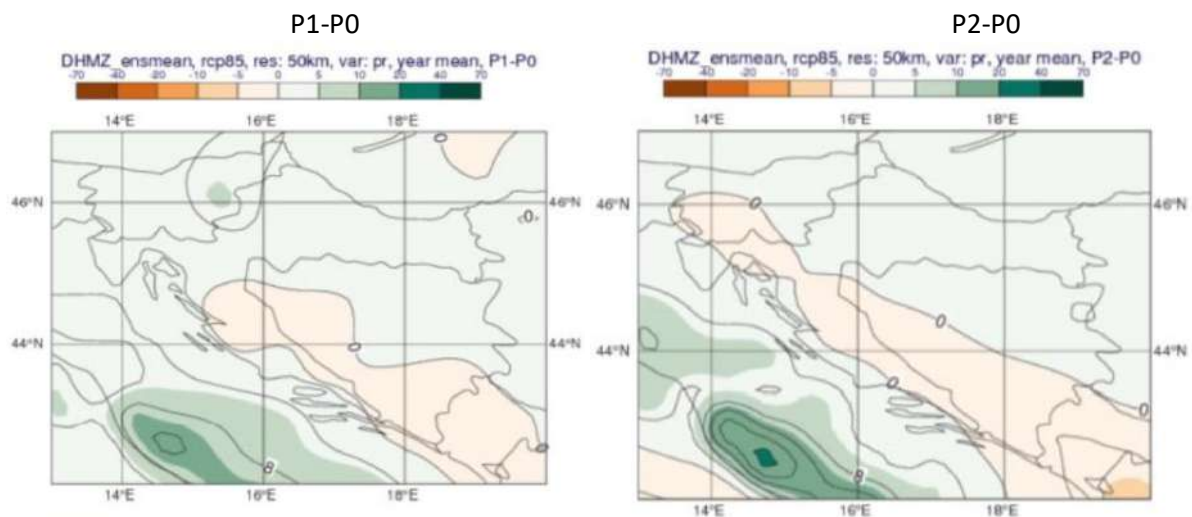 P1-P0 P2-P0
DHMZ_ensmean, rcp85, res: 50km, var: pr, year mean, P1-P0
-70 -40 -20 -10 -5 0 5 10 20 40 70
14°E 16°E 18°E
46°N 46°N
44°N 44°N
0
0
0
0
8
14°E 16°E 18°E
DHMZ_ensmean, rcp85, res: 50km, var: pr, year mean, P2-P0
-70 -40 -20 -10 -5 0 5 10 20 40 70
14°E 16°E 18°E
46°N 46°N
44°N 44°N
0
0
0
0
8
14°E 16°E 18°E